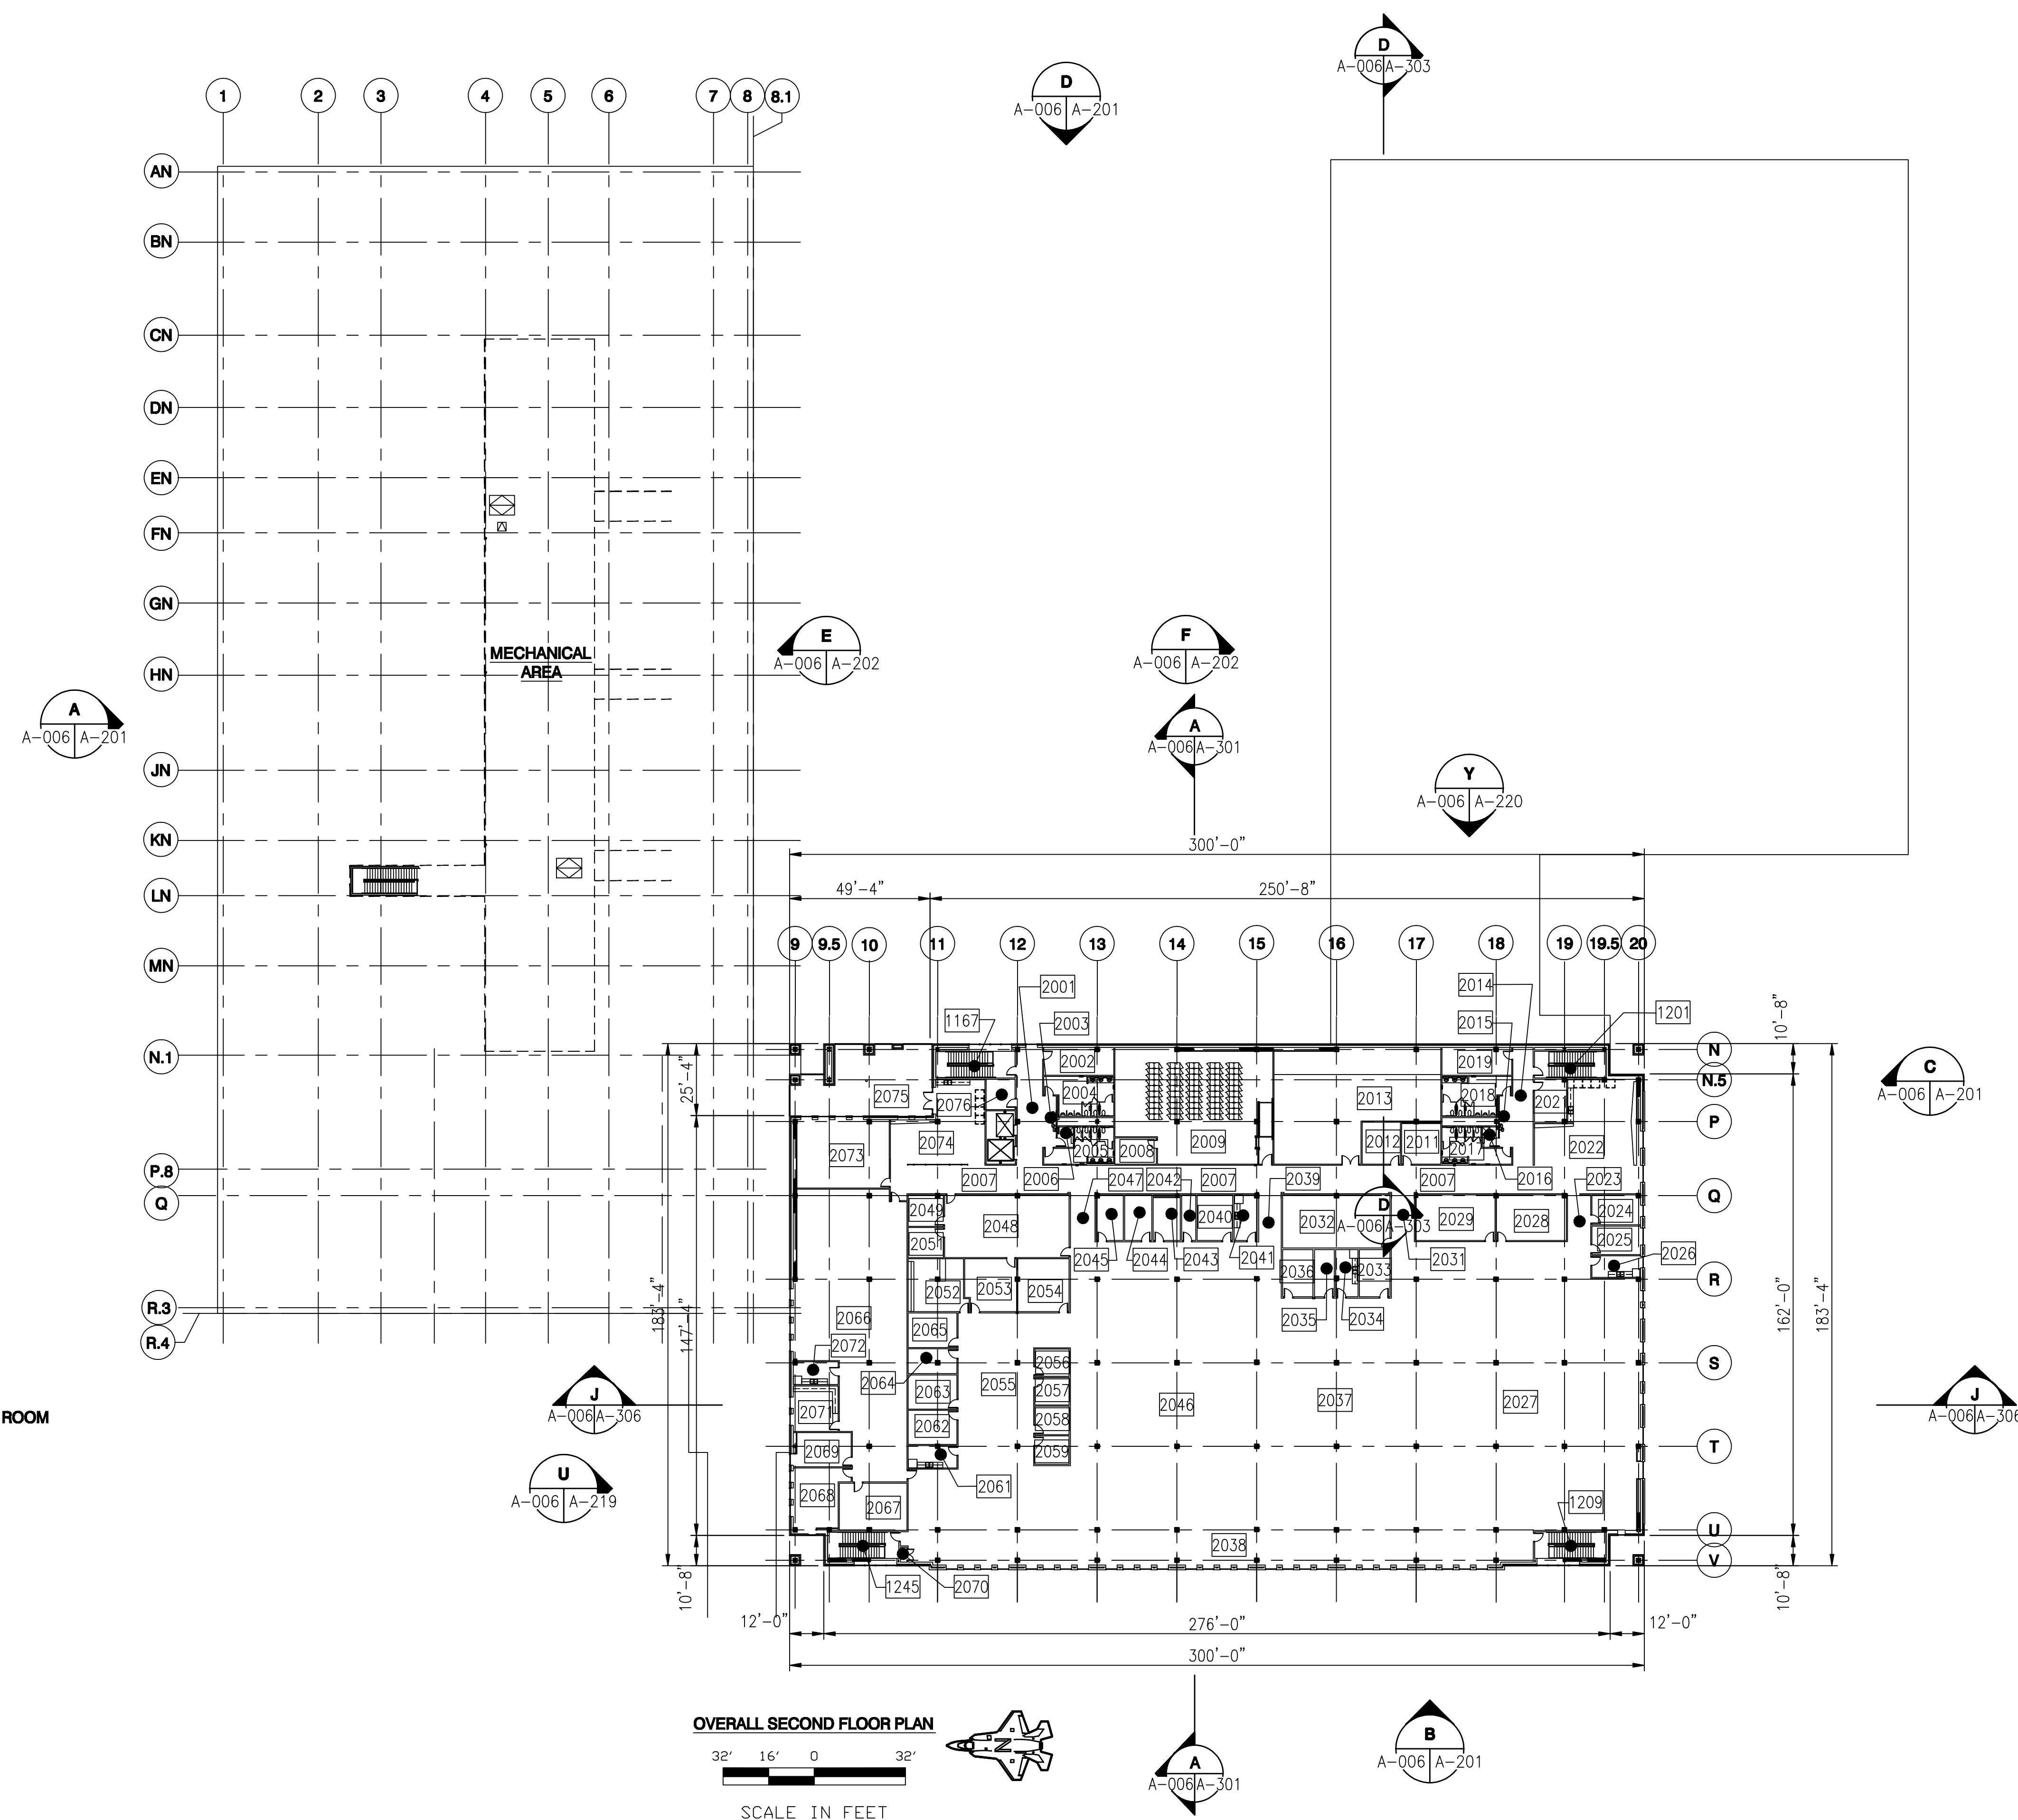 D
A-006 A-303
D
A-006 A-201
1 2 3 4 5 6 7 8 8.1
AN
BN
CN
DN
EN
FN
GN
E
A-006 A-202
F
A-006 A-202
MECHANICAL
AREA
HN
A
A-006 A-201
A
A-006 A-301
JN
Y
A-006 A-220
KN
300'-0"
LN
49'-4" 250'-8"
9 9.5 10 11 12 13 14 15 16 17 18 19 19.5 20
MN
2001 2014
1167 2003 2015 1201
10'-8"
N.1
N
2002 2019
25'-4"
C
A-006 A-201
N.5
2075 2076 2004 2013 2018 2021
P
2074 2005 2008 2009 2012 2011 2017 2022
P.8
2073
2007 2006 2047 2042 2007 2039 2007 2016 2023
Q
Q
2049 2048 2040 2032
D
A-006 A-303
2029 2028 2024
2051 2045 2044 2043 2041 2031 2025 2026
2052 2053 2054 2036 2033
R
R.3
R.4
183'-4"
147'-4"
162'-0"
183'-4"
2066 2065 2035 2034
2072
2064 2056
S
2063 2055 2057 2046 2037 2027
J
A-006 A-306
J
A-006 A-306
ROOM
2071 2062 2058
2069 2059
T
U
A-006 A-219
2061
2068 2067 1209
U
2038
V
10'-8"
1245 2070
10'-8"
12'-0" 276'-0" 12'-0"
300'-0"
OVERALL SECOND FLOOR PLAN
N
32' 16' 0 32'
SCALE IN FEET
A
A-006 A-301
B
A-006 A-201